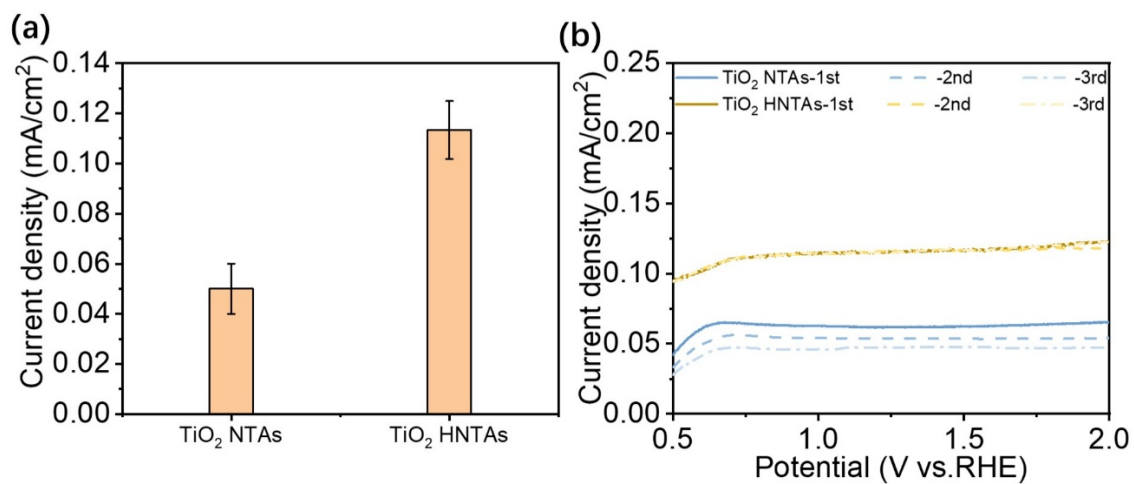 (a)
Current density (mA/cm²)
0.14
0.12
0.10
0.08
0.06
0.04
0.02
0.00
TiO₂ NTAs
TiO₂ HNTAs
(b)
Current density (mA/cm²)
0.25
0.20
0.15
0.10
0.05
0.00
TiO₂ NTAs-1st -2nd -3rd
TiO₂ HNTAs-1st -2nd -3rd
0.5 1.0 1.5 2.0
Potential (V vs.RHE)